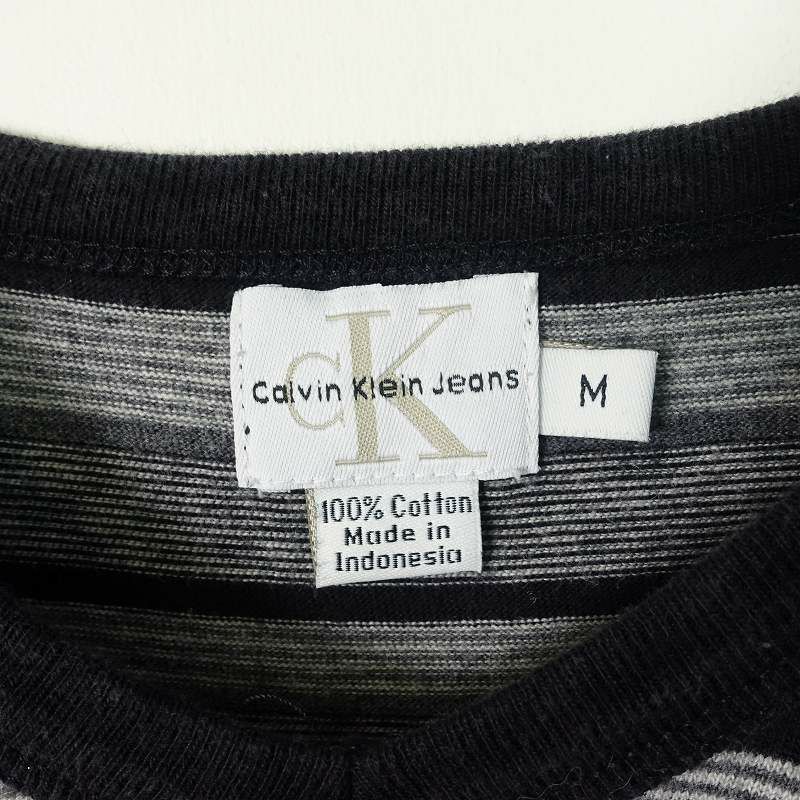 CK
Calvin Klein Jeans
M
100% Cotton
Made in
Indonesia